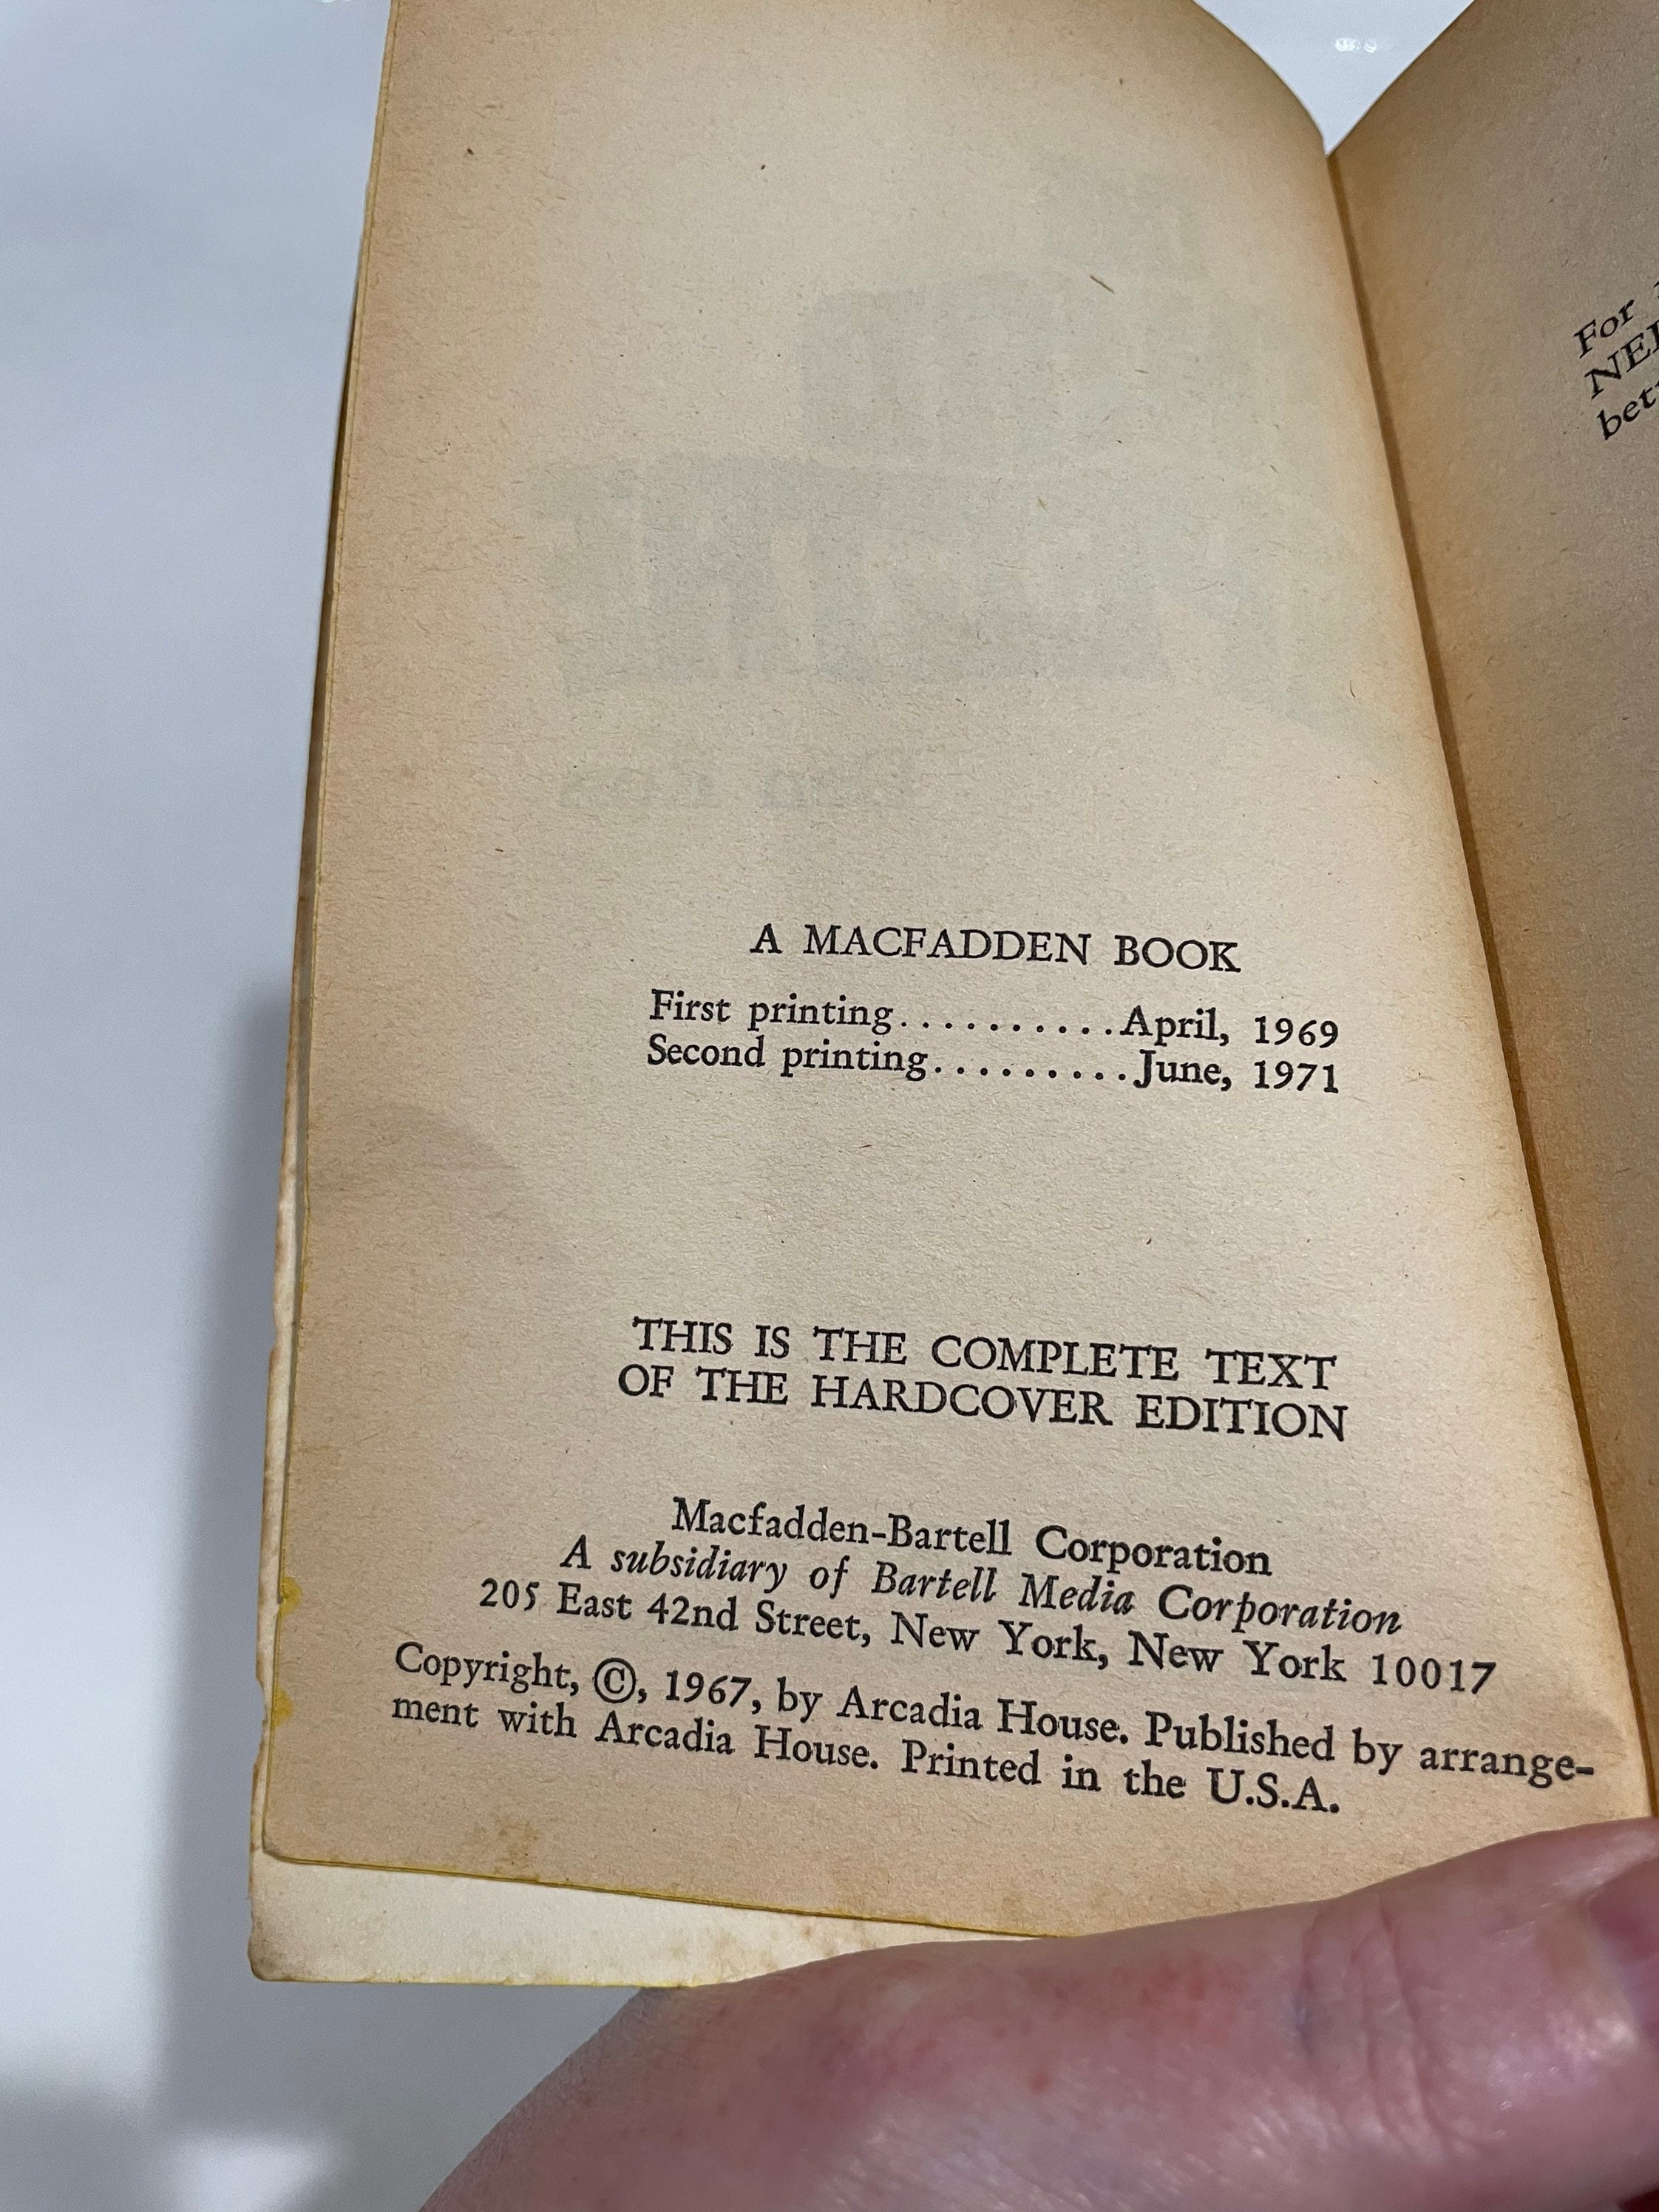 A MACFADDEN BOOK
First printing..........April, 1969
Second printing.........June, 1971
THIS IS THE COMPLETE TEXT
OF THE HARDCOVER EDITION
Macfadden-Bartell Corporation
A subsidiary of Bartell Media Corporation
205 East 42nd Street, New York, New York 10017
Copyright, ©, 1967, by Arcadia House. Published by arrange-
ment with Arcadia House. Printed in the U.S.A.
For